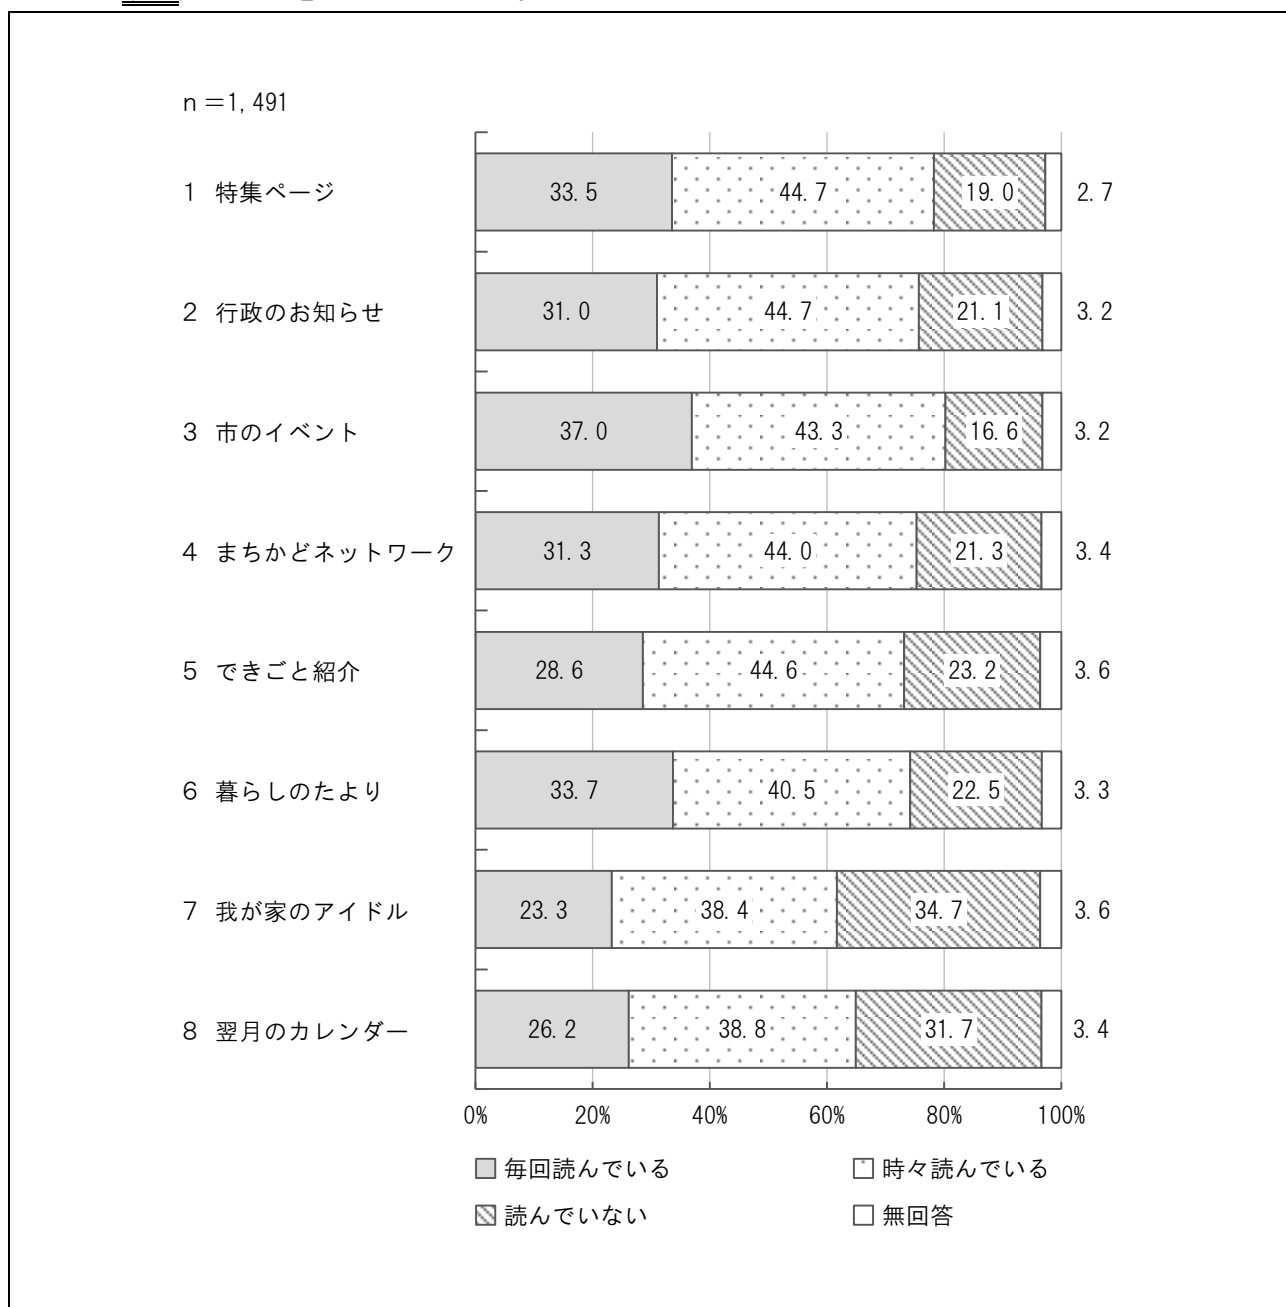 n＝1,491
1 特集ページ 33.5 44.7 19.0 2.7
2 行政のお知らせ 31.0 44.7 21.1 3.2
3 市のイベント 37.0 43.3 16.6 3.2
4 まちかどネットワーク 31.3 44.0 21.3 3.4
5 できごと紹介 28.6 44.6 23.2 3.6
6 暮らしのたより 33.7 40.5 22.5 3.3
7 我が家のアイドル 23.3 38.4 34.7 3.6
8 翌月のカレンダー 26.2 38.8 31.7 3.4
0% 20% 40% 60% 80% 100%
毎回読んでいる 時々読んでいる
読んでいない 無回答